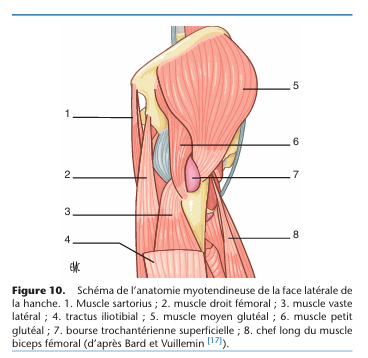 5
1
6
2
7
3
8
4
EMC
Figure 10. Schéma de l'anatomie myotendineuse de la face latérale de
la hanche. 1. Muscle sartorius ; 2. muscle droit fémoral ; 3. muscle vaste
latéral ; 4. tractus iliotibial ; 5. muscle moyen glutéal ; 6. muscle petit
glutéal ; 7. bourse trochantérienne superficielle ; 8. chef long du muscle
biceps fémoral (d'après Bard et Vuillemin [17]).